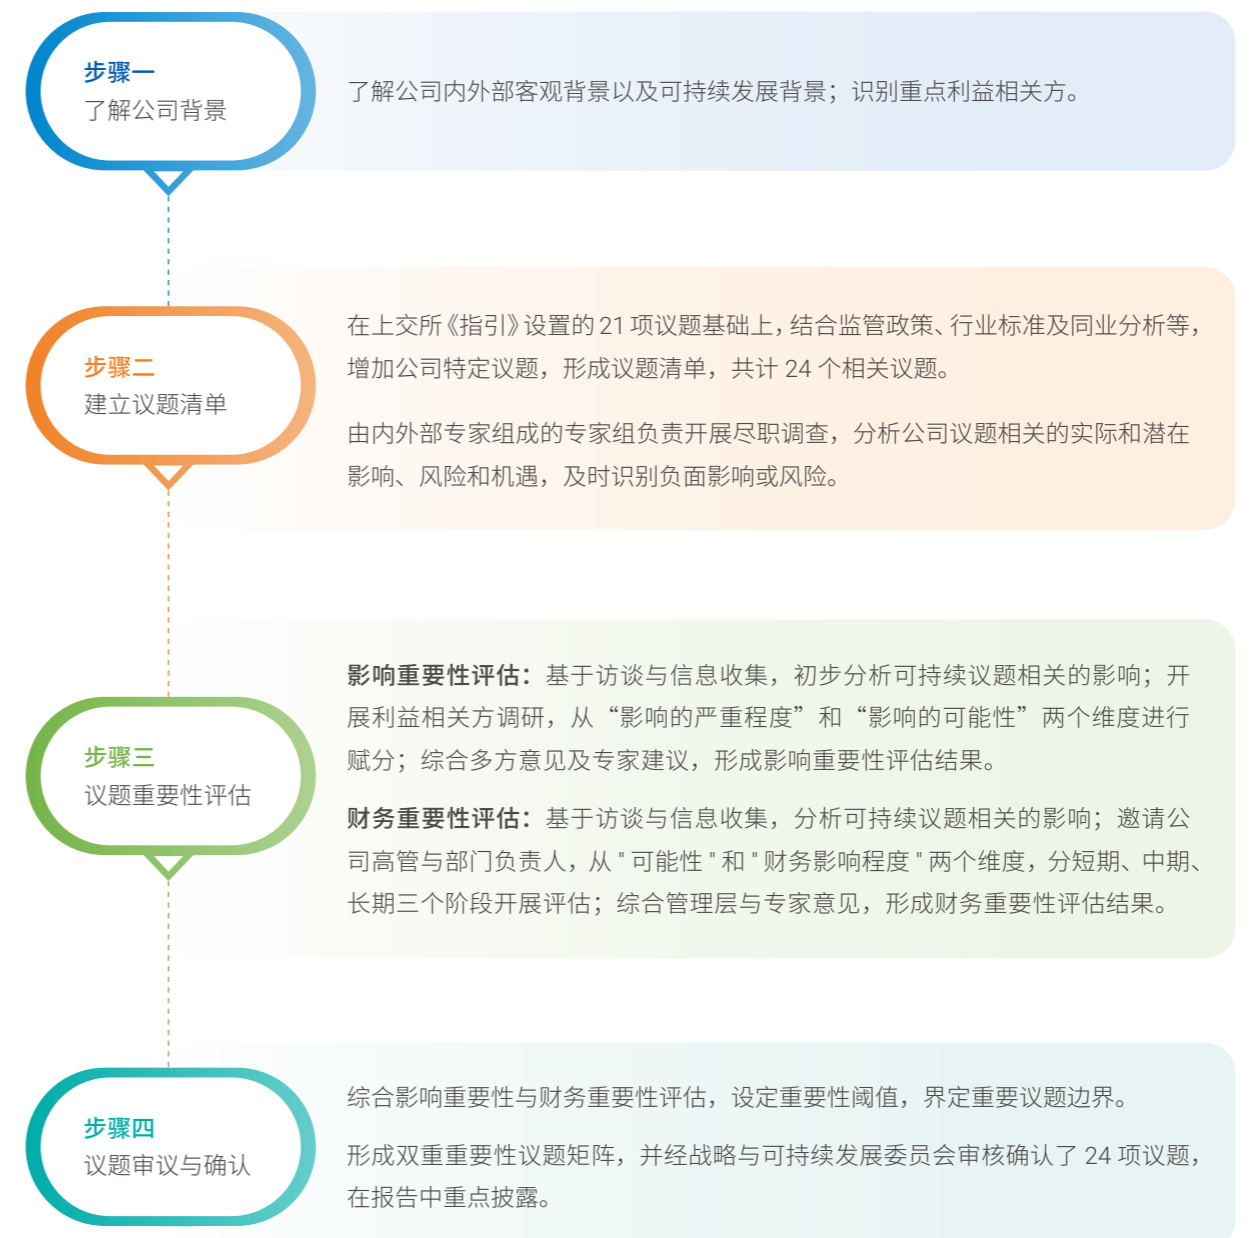 步骤一
了解公司背景
了解公司内外部客观背景以及可持续发展背景；识别重点利益相关方。
步骤二
建立议题清单
在上交所《指引》设置的 21 项议题基础上，结合监管政策、行业标准及同业分析等，
增加公司特定议题，形成议题清单，共计 24 个相关议题。
由内外部专家组成的专家组负责开展尽职调查，分析公司议题相关的实际和潜在
影响、风险和机遇，及时识别负面影响或风险。
步骤三
议题重要性评估
影响重要性评估：基于访谈与信息收集，初步分析可持续议题相关的影响；开
展利益相关方调研，从“影响的严重程度”和“影响的可能性”两个维度进行
赋分；综合多方意见及专家建议，形成影响重要性评估结果。
财务重要性评估：基于访谈与信息收集，分析可持续议题相关的影响；邀请公
司高管与部门负责人，从 " 可能性 " 和 " 财务影响程度 " 两个维度，分短期、中期、
长期三个阶段开展评估；综合管理层与专家意见，形成财务重要性评估结果。
步骤四
议题审议与确认
综合影响重要性与财务重要性评估，设定重要性阈值，界定重要议题边界。
形成双重重要性议题矩阵，并经战略与可持续发展委员会审核确认了 24 项议题，
在报告中重点披露。